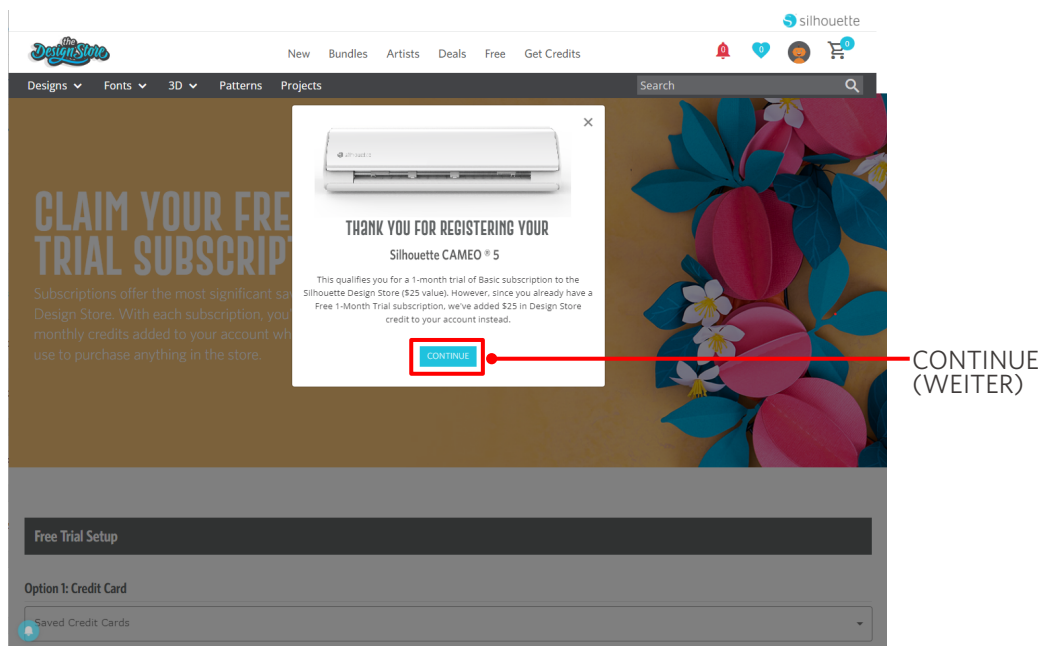 silhouette
the
Design Store
New Bundles Artists Deals Free Get Credits
0 0 0
Designs Fonts 3D Patterns Projects Search
silhouette
THANK YOU FOR REGISTERING YOUR
Silhouette CAMEO ® 5
This qualifies you for a 1-month trial of Basic subscription to the
Silhouette Design Store ($25 value). However, since you already have a
Free 1-Month Trial subscription, we've added $25 in Design Store
credit to your account instead.
CONTINUE
CLAIM YOUR FRE
TRIAL SUBSCRIP
Subscriptions offer the most significant sa
Design Store. With each subscription, you'
monthly credits added to your account wh
use to purchase anything in the store.
CONTINUE
(WEITER)
Free Trial Setup
Option 1: Credit Card
Saved Credit Cards